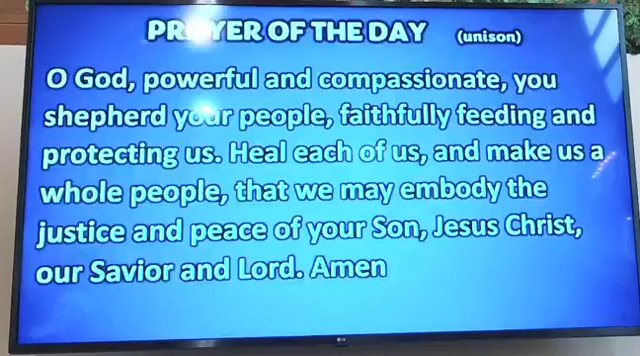 PRAYER OF THE DAY (unison)
O God, powerful and compassionate, you
shepherd your people, faithfully feeding and
protecting us. Heal each of us, and make us a
whole people, that we may embody the
justice and peace of your Son, Jesus Christ,
our Savior and Lord. Amen
LG